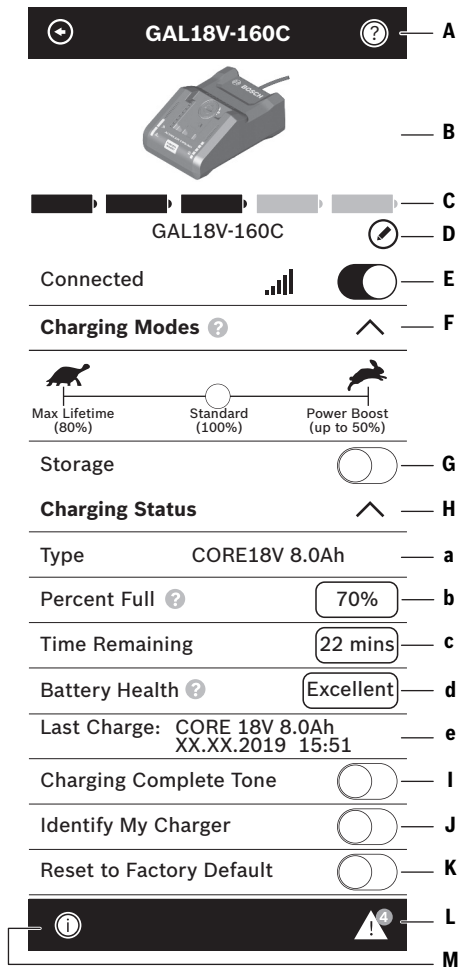 GAL18V-160C
?
A
BOSCH
B
C
GAL18V-160C
D
Connected
E
Charging Modes ?
F
Max Lifetime
(80%)
Standard
(100%)
Power Boost
(up to 50%)
Storage
G
Charging Status
H
Type CORE18V 8.0Ah
a
Percent Full ? 70%
b
Time Remaining 22 mins
c
Battery Health ? Excellent
d
Last Charge: CORE 18V 8.0Ah
XX.XX.2019 15:51
e
Charging Complete Tone
I
Identify My Charger
J
Reset to Factory Default
K
i
! 4
L
M